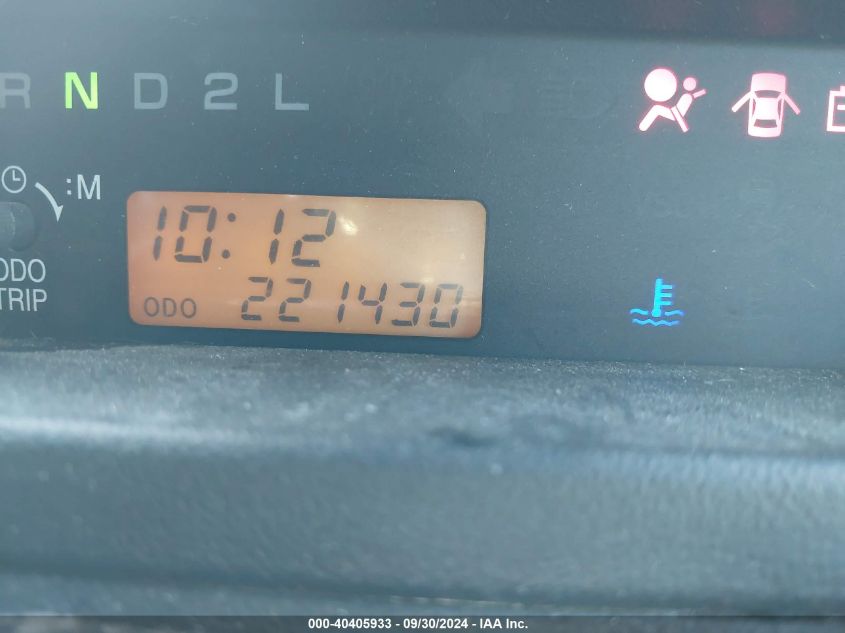 R N D 2 L
:M
10:12
ODO
TRIP
ODO 221430
000-40405933 - 09/30/2024 - IAA Inc.